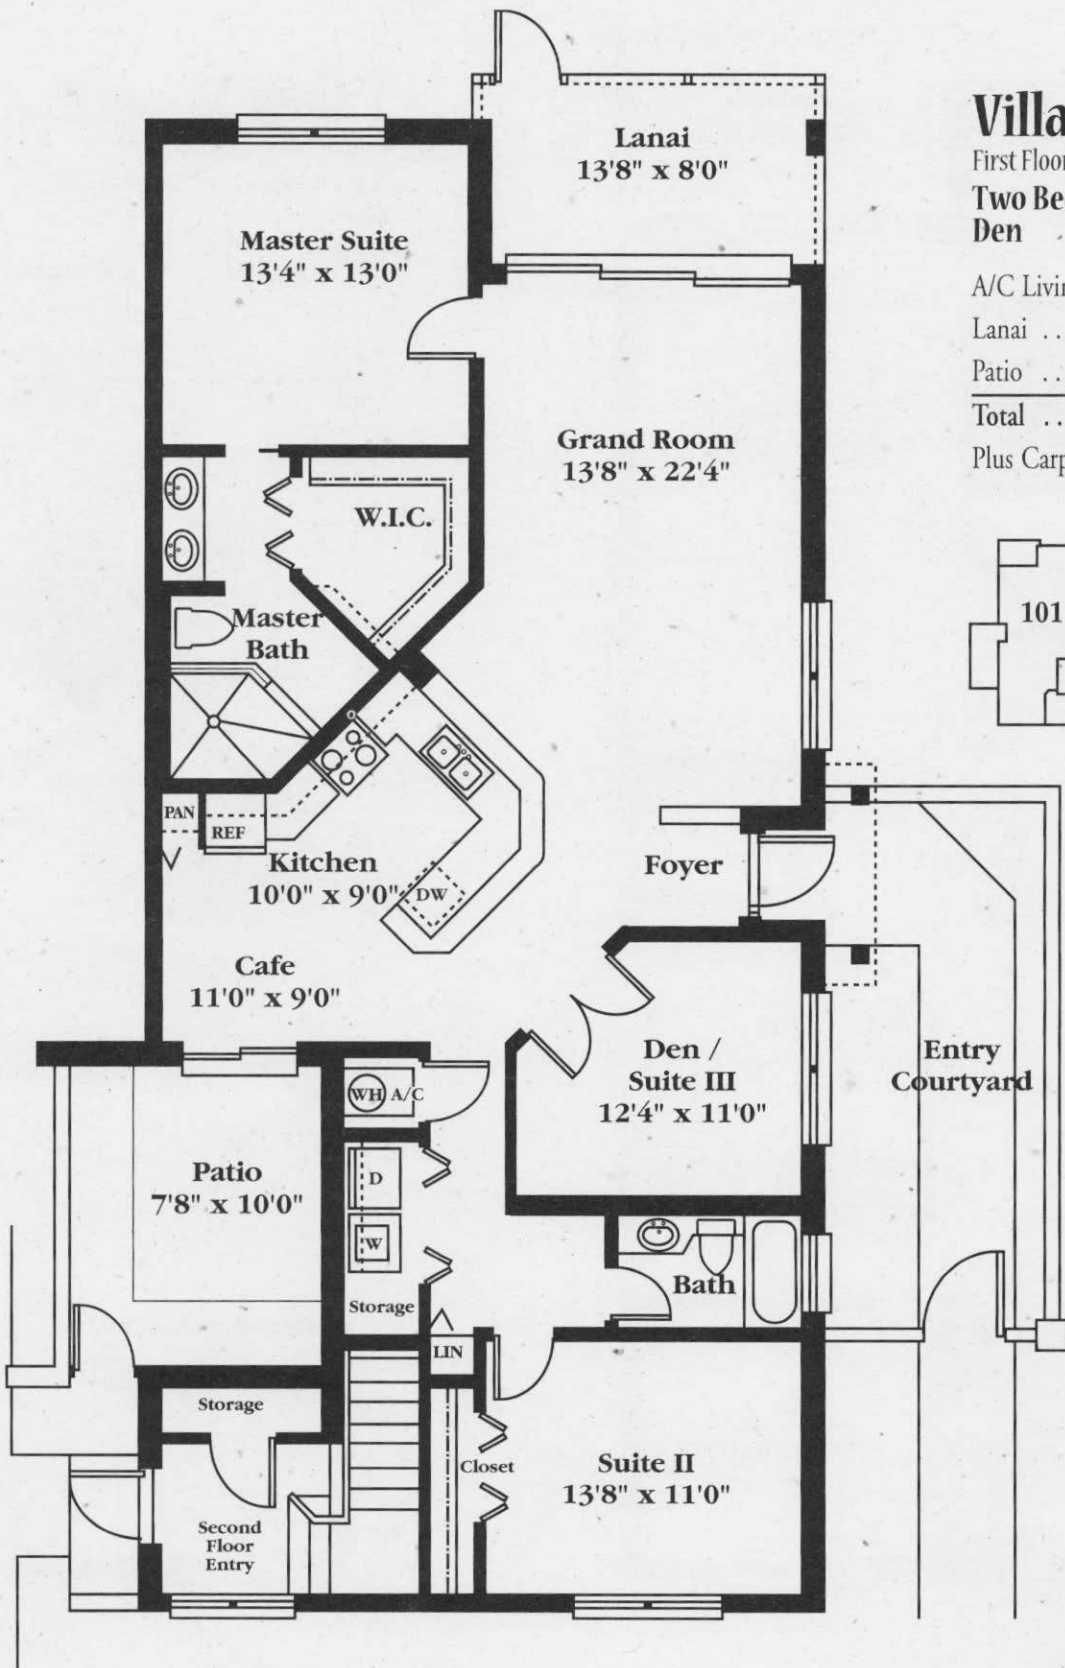 Lanai
13'8" x 8'0"
Villa
First Floor
Two Be
Den
A/C Livin
Lanai . .
Patio . .
Total . .
Plus Carp
101
Master Suite
13'4" x 13'0"
Grand Room
13'8" x 22'4"
W.I.C.
Master
Bath
PAN
REF
Kitchen
10'0" x 9'0"
DW
Foyer
Cafe
11'0" x 9'0"
Den /
Suite III
12'4" x 11'0"
Entry
Courtyard
WH A/C
Patio
7'8" x 10'0"
D
W
Storage
Bath
LIN
Storage
Closet
Suite II
13'8" x 11'0"
Second
Floor
Entry